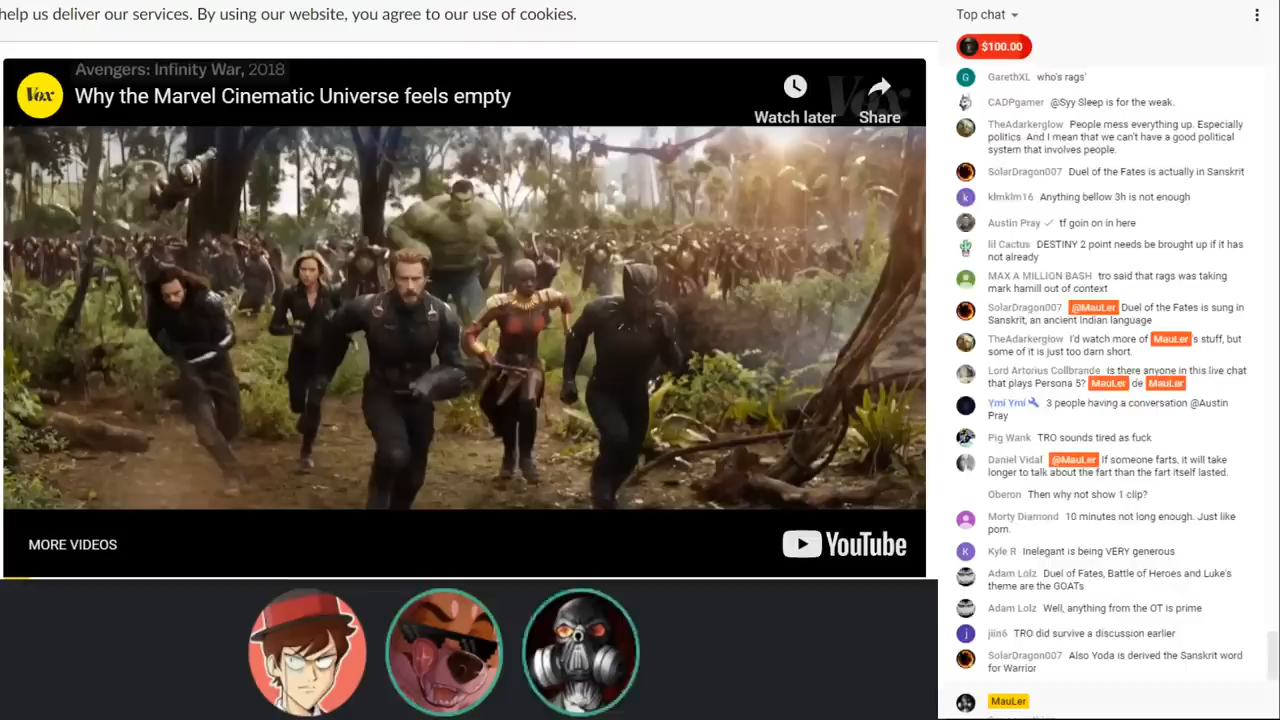 help us deliver our services. By using our website, you agree to our use of cookies.
Avengers: Infinity War, 2018
Vox
Why the Marvel Cinematic Universe feels empty
Vox
Watch later
Share
MORE VIDEOS
YouTube
Top chat
$100.00
G GarethXL who's rags'
CADPgamer @Syy Sleep is for the weak.
TheAdarkerglow People mess everything up. Especially
politics. And I mean that we can't have a good political
system that involves people.
SolarDragon007 Duel of the Fates is actually in Sanskrit
k klmklm16 Anything bellow 3h is not enough
Austin Pray tf goin on in here
lil Cactus DESTINY 2 point needs be brought up if it has
not already
MAX A MILLION BASH tro said that rags was taking
mark hamill out of context
SolarDragon007 @MauLer Duel of the Fates is sung in
Sanskrit, an ancient Indian language
TheAdarkerglow I'd watch more of MauLer's stuff, but
some of it is just too darn short.
Lord Artorius Collbrande is there anyone in this live chat
that plays Persona 5? MauLer de MauLer
Ymi Ymi 3 people having a conversation @Austin
Pray
Pig Wank TRO sounds tired as fuck
Daniel Vidal @MauLer If someone farts, it will take
longer to talk about the fart than the fart itself lasted.
Oberon Then why not show 1 clip?
Morty Diamond 10 minutes not long enough. Just like
porn.
K Kyle R Inelegant is being VERY generous
Adam Lolz Duel of Fates, Battle of Heroes and Luke's
theme are the GOATs
Adam Lolz Well, anything from the OT is prime
j jiin6 TRO did survive a discussion earlier
SolarDragon007 Also Yoda is derived the Sanskrit word
for Warrior
MauLer